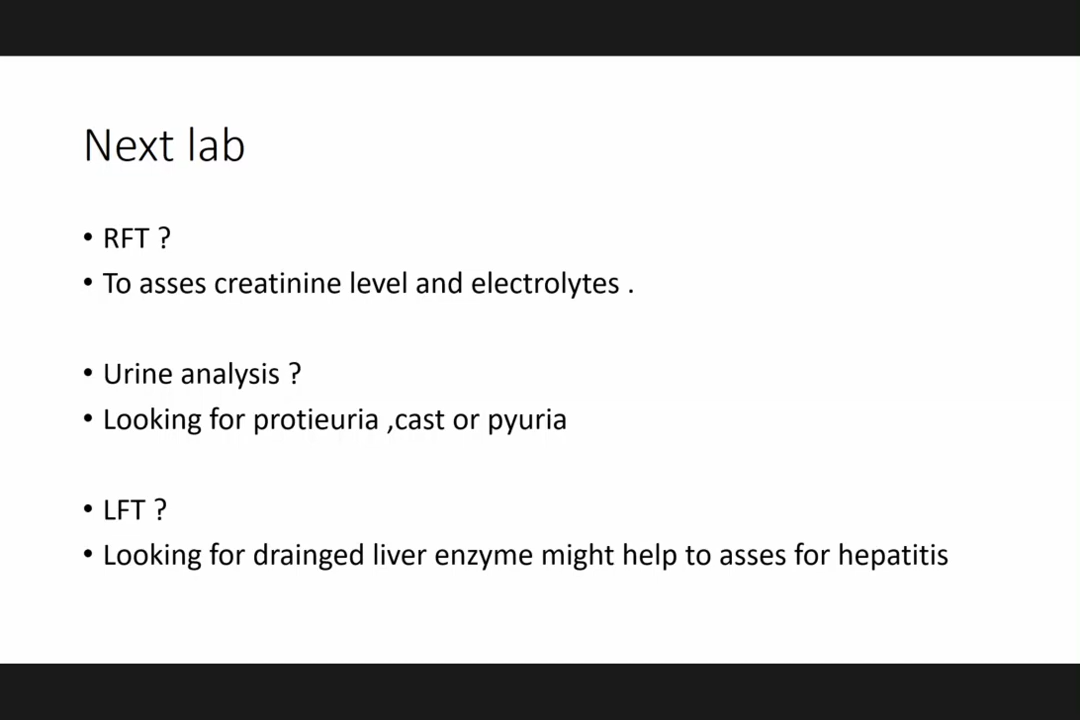 Next lab
• RFT ?
• To asses creatinine level and electrolytes .
• Urine analysis ?
• Looking for protieuria ,cast or pyuria
• LFT ?
• Looking for drainged liver enzyme might help to asses for hepatitis